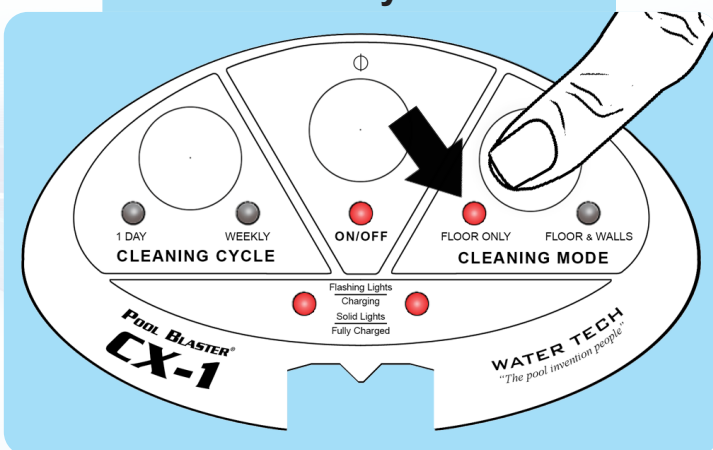 1 DAY
WEEKLY
CLEANING CYCLE
ON/OFF
FLOOR ONLY
FLOOR & WALLS
CLEANING MODE
Flashing Lights
Charging
Solid Lights
Fully Charged
POOL BLASTER®
CX-1
WATER TECH
"The pool invention people"